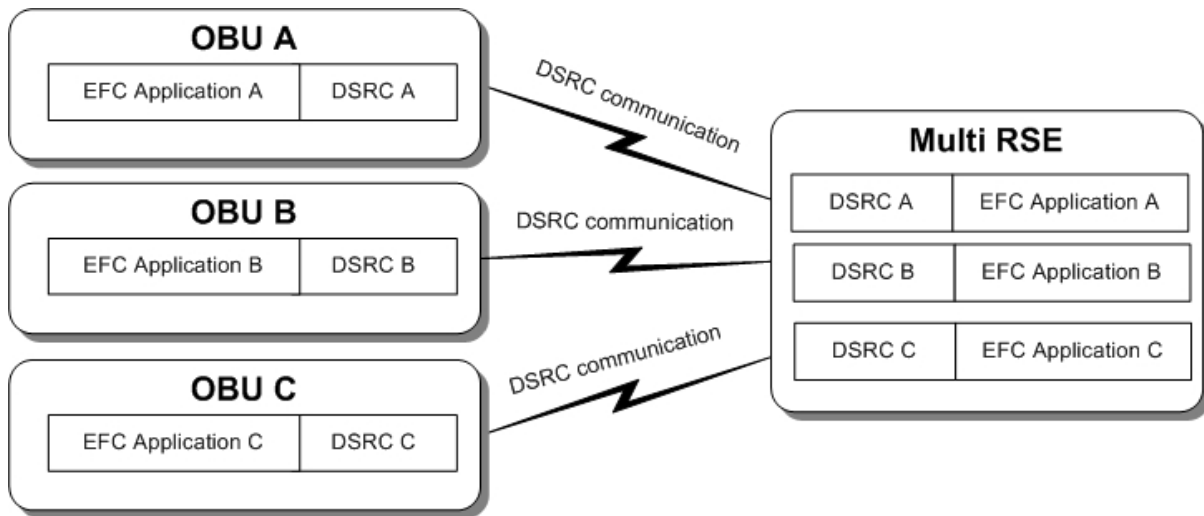 OBU A
EFC Application A
DSRC A
DSRC communication
OBU B
EFC Application B
DSRC B
DSRC communication
OBU C
EFC Application C
DSRC C
DSRC communication
Multi RSE
DSRC A
EFC Application A
DSRC B
EFC Application B
DSRC C
EFC Application C